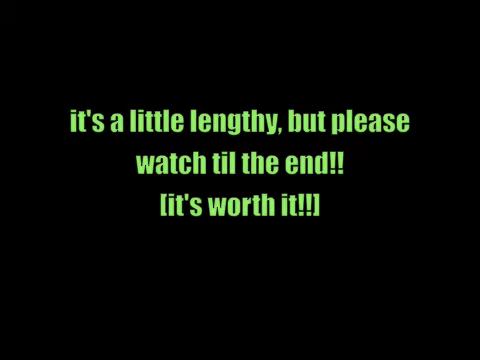 it's a little lengthy, but please
watch til the end!!
[it's worth it!!]